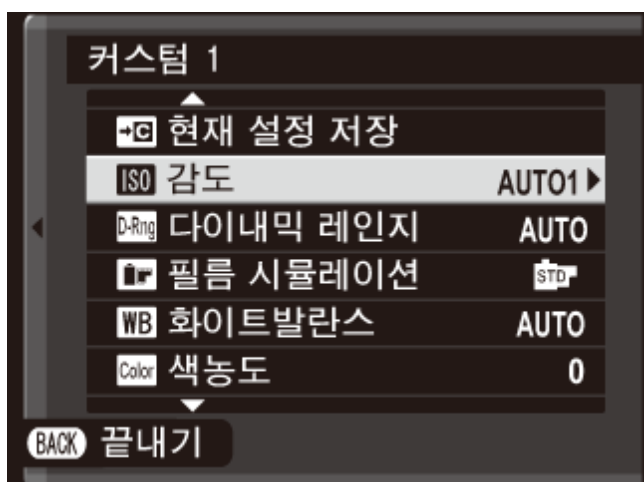 커스텀 1
→C 현재 설정 저장
ISO 감도 AUTO1
D-Rng 다이내믹 레인지 AUTO
필름 시뮬레이션 STD
WB 화이트발란스 AUTO
Color 색농도 0
BACK 끝내기